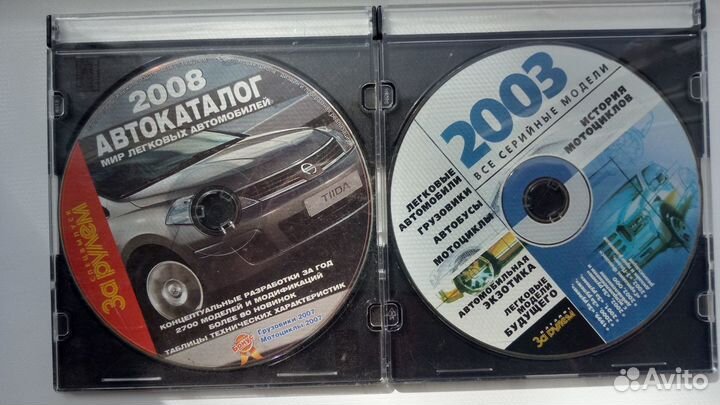 2008
АВТОКАТАЛОГ
МИР ЛЕГКОВЫХ АВТОМОБИЛЕЙ
TIIDA
За рулем
СПЕЦВЫПУСК
КОНЦЕПТУАЛЬНЫЕ РАЗРАБОТКИ ЗА ГОД
2700 МОДЕЛЕЙ И МОДИФИКАЦИЙ
БОЛЕЕ 80 НОВИНОК
ТАБЛИЦЫ ТЕХНИЧЕСКИХ ХАРАКТЕРИСТИК
БОНУС
Грузовики 2007
Мотоциклы 2007
2003
ВСЕ СЕРИЙНЫЕ МОДЕЛИ
ИСТОРИЯ
МОТОЦИКЛОВ
ЛЕГКОВЫЕ
АВТОМОБИЛИ
ГРУЗОВИКИ
АВТОБУСЫ
МОТОЦИКЛЫ
АВТОМОБИЛЬНАЯ
ЭКЗОТИКА
ЛЕГКОВЫЕ
МОДЕЛИ
БУДУЩЕГО
За рулем
Avito